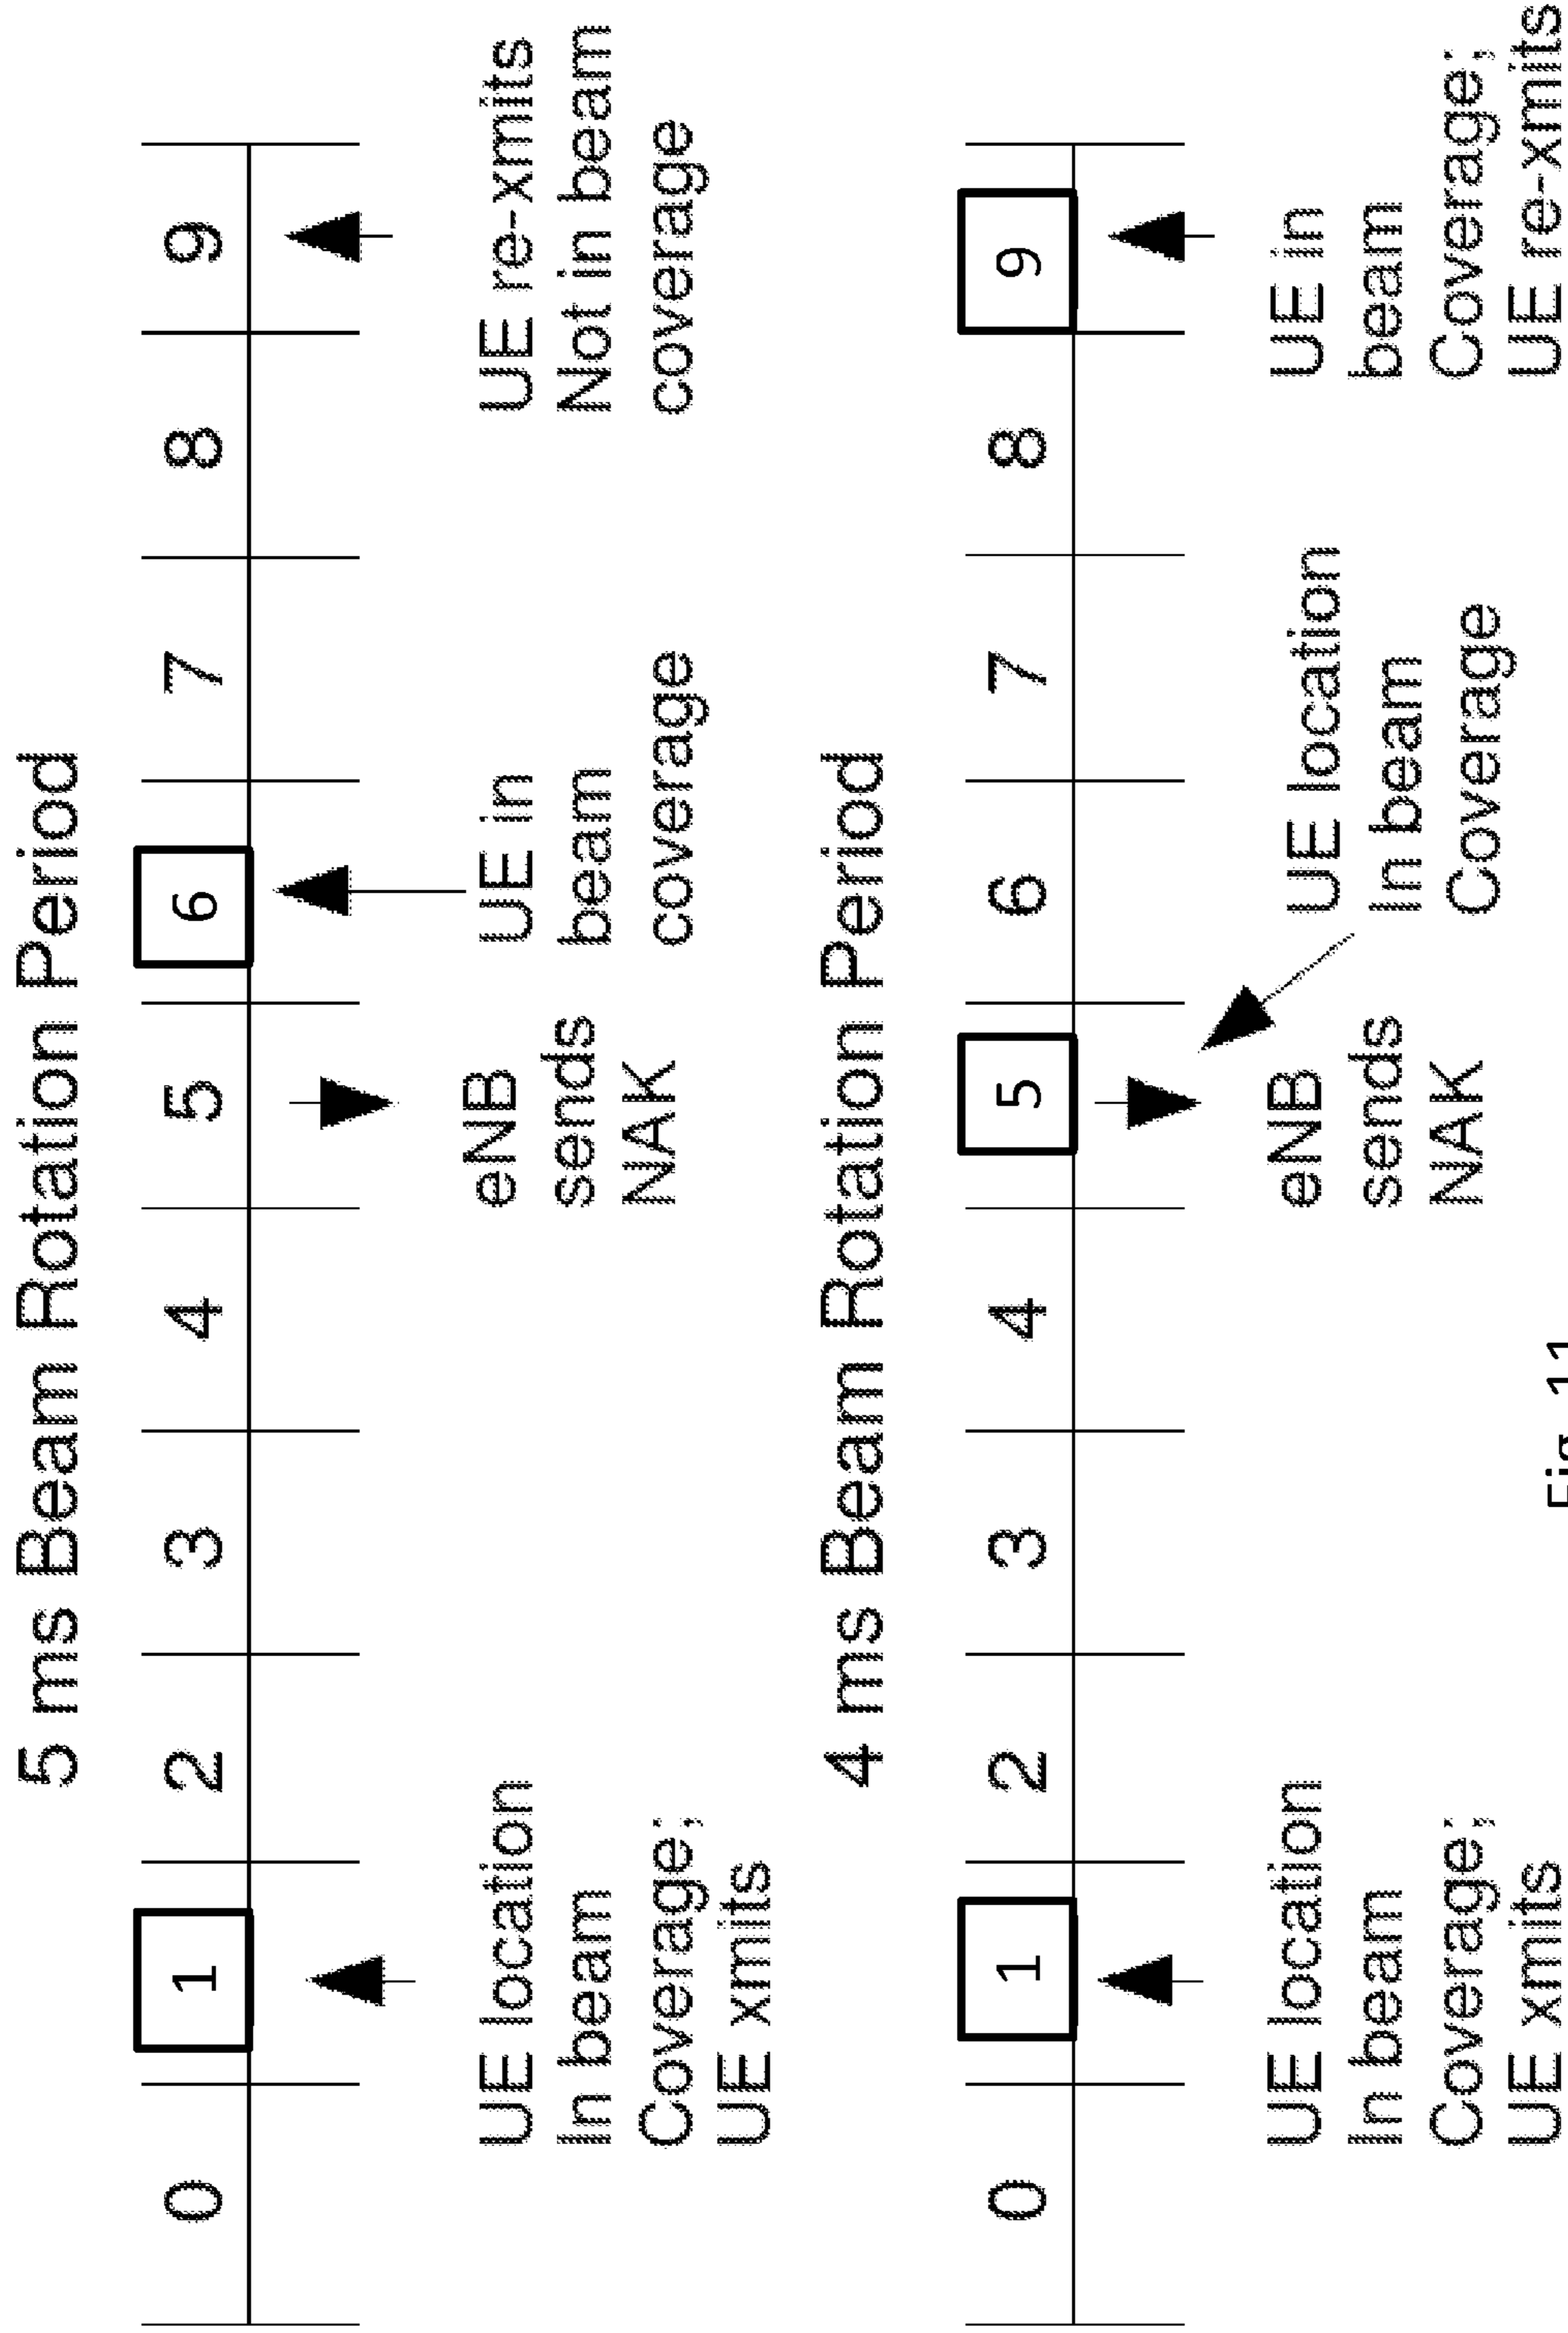 5 ms Beam Rotation Period
0 1 2 3 4 5 6 7 8 9
UE location
In beam
Coverage;
UE xmits
eNB
sends
NAK
UE in
beam
coverage
UE re-xmits
Not in beam
coverage
4 ms Beam Rotation Period
0 1 2 3 4 5 6 7 8 9
UE location
In beam
Coverage;
UE xmits
eNB
sends
NAK
UE location
In beam
Coverage
UE in
beam
Coverage;
UE re-xmits
Fig. 11